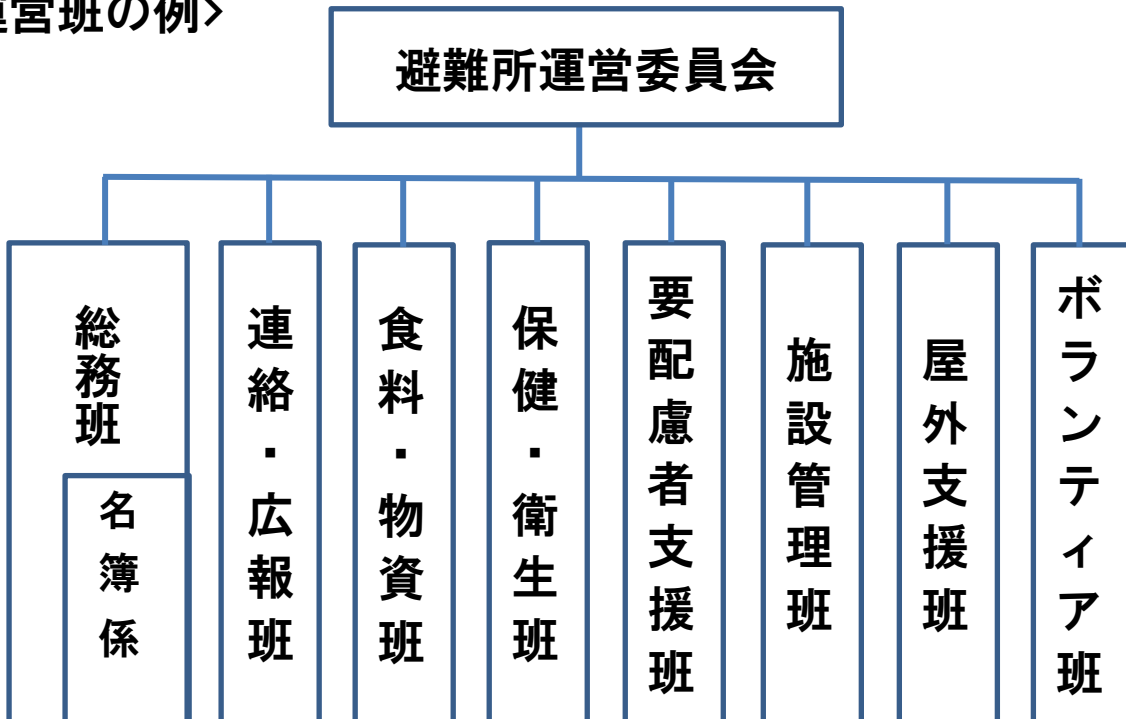 運営班の例>
避難所運営委員会
総務班
名簿係
連絡・広報班
食料・物資班
保健・衛生班
要配慮者支援班
施設管理班
屋外支援班
ボランティア班